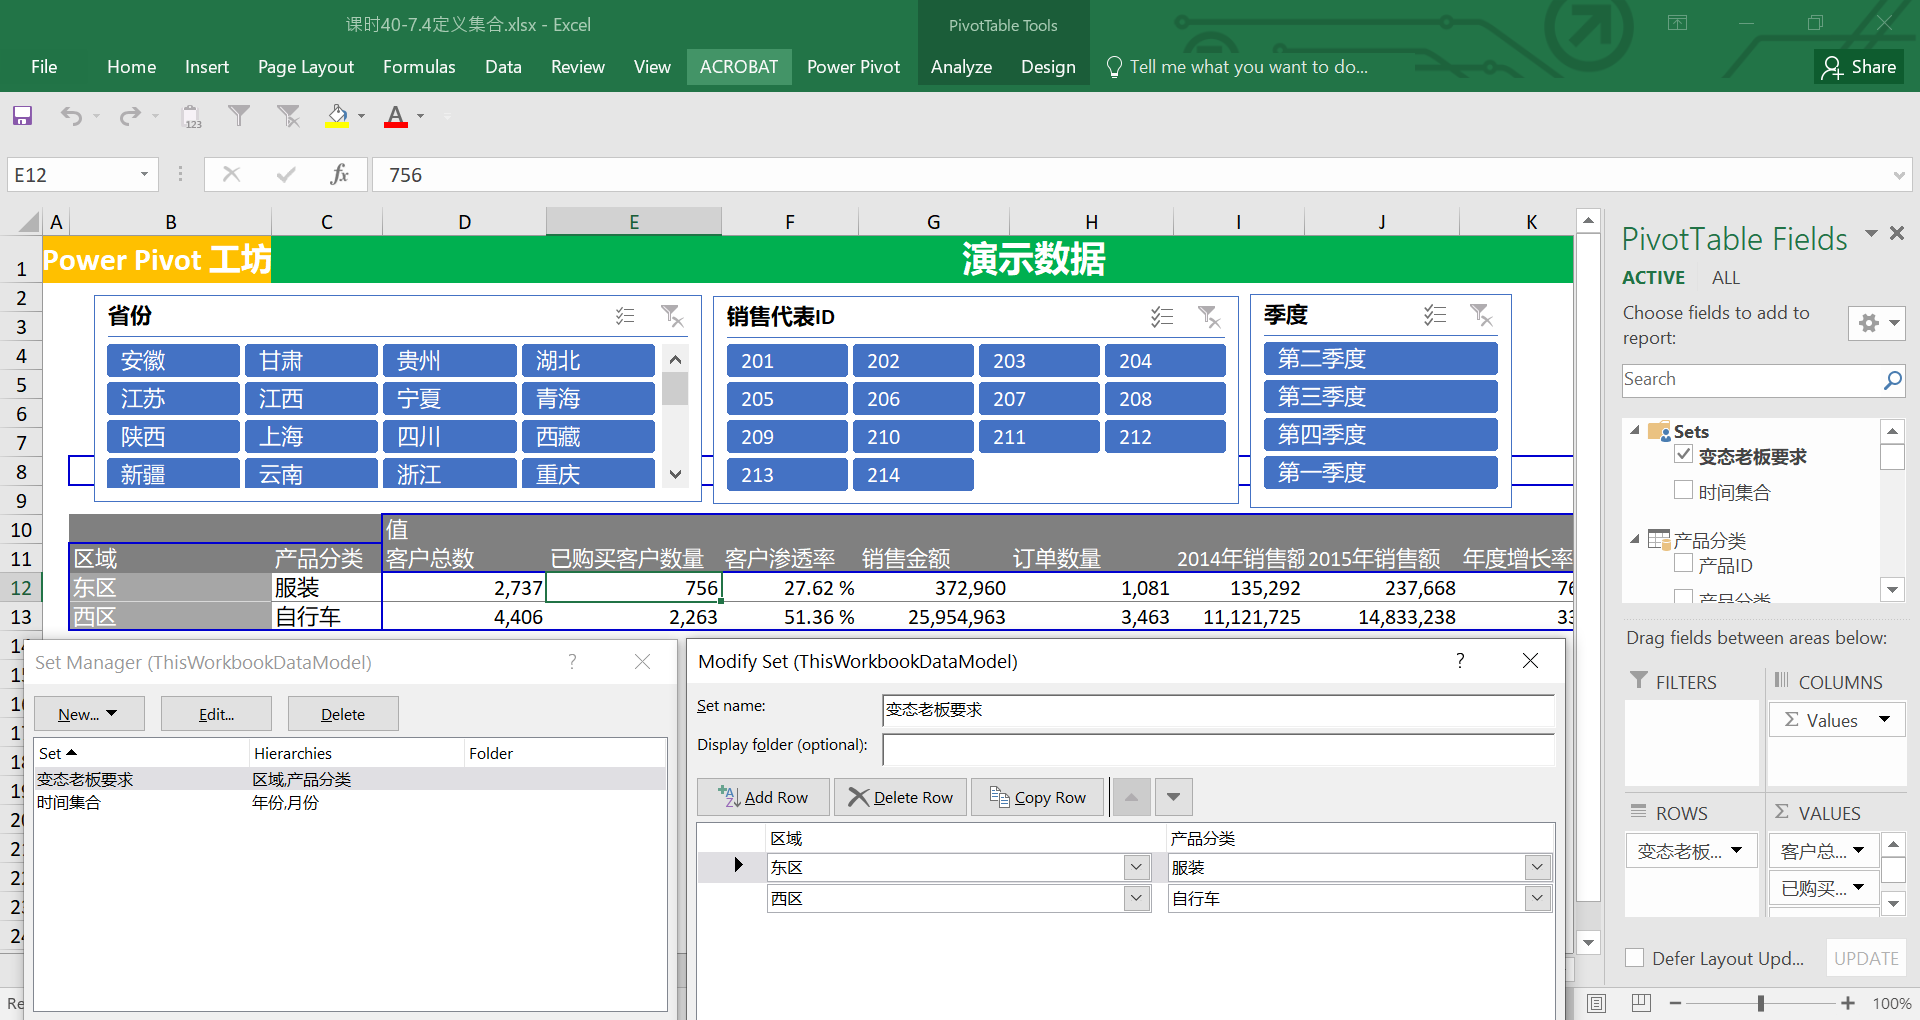 课时40-7.4定义集合.xlsx - Excel
PivotTable Tools
File Home Insert Page Layout Formulas Data Review View ACROBAT Power Pivot Analyze Design Tell me what you want to do... Share
123
E12 fx 756
A B C D E F G H I J K
1 Power Pivot 工坊 演示数据
2
3
4
5
6
7
8
9
省份
安徽 甘肃 贵州 湖北
江苏 江西 宁夏 青海
陕西 上海 四川 西藏
新疆 云南 浙江 重庆
销售代表ID
201 202 203 204
205 206 207 208
209 210 211 212
213 214
季度
第二季度
第三季度
第四季度
第一季度
10 值
11 区域 产品分类 客户总数 已购买客户数量 客户渗透率 销售金额 订单数量 2014年销售额 2015年销售额 年度增长率
12 东区 服装 2,737 756 27.62 % 372,960 1,081 135,292 237,668 76
13 西区 自行车 4,406 2,263 51.36 % 25,954,963 3,463 11,121,725 14,833,238 33
Set Manager (ThisWorkbookDataModel) ?
New... Edit... Delete
Set Hierarchies Folder
变态老板要求 区域,产品分类
时间集合 年份,月份
Modify Set (ThisWorkbookDataModel) ?
Set name: 变态老板要求
Display folder (optional):
Add Row Delete Row Copy Row
区域 产品分类
东区 服装
西区 自行车
PivotTable Fields
ACTIVE ALL
Choose fields to add to
report:
Search
Sets
变态老板要求
时间集合
产品分类
产品ID
产品分类
Drag fields between areas below:
FILTERS COLUMNS
Σ Values
ROWS Σ VALUES
变态老板... 客户总...
已购买...
Defer Layout Upd... UPDATE
Re 100%